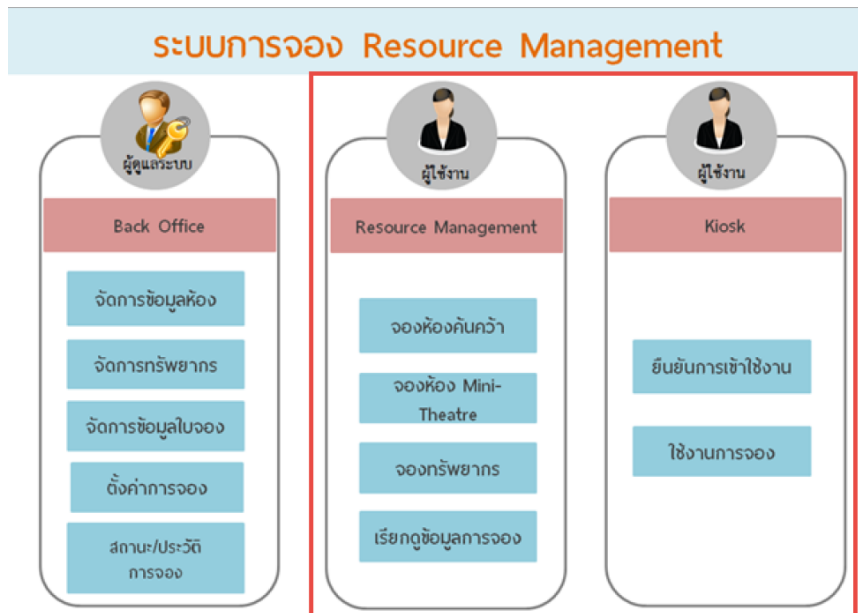 ระบบการจอง Resource Management
ผู้ดูแลระบบ
Back Office
จัดการข้อมูลห้อง
จัดการทรัพยากร
จัดการข้อมูลใบจอง
ตั้งค่าการจอง
สถานะ/ประวัติ
การจอง
ผู้ใช้งาน
Resource Management
จองห้องค้นคว้า
จองห้อง Mini-
Theatre
จองทรัพยากร
เรียกดูข้อมูลการจอง
ผู้ใช้งาน
Kiosk
ยืนยันการเข้าใช้งาน
ใช้งานการจอง